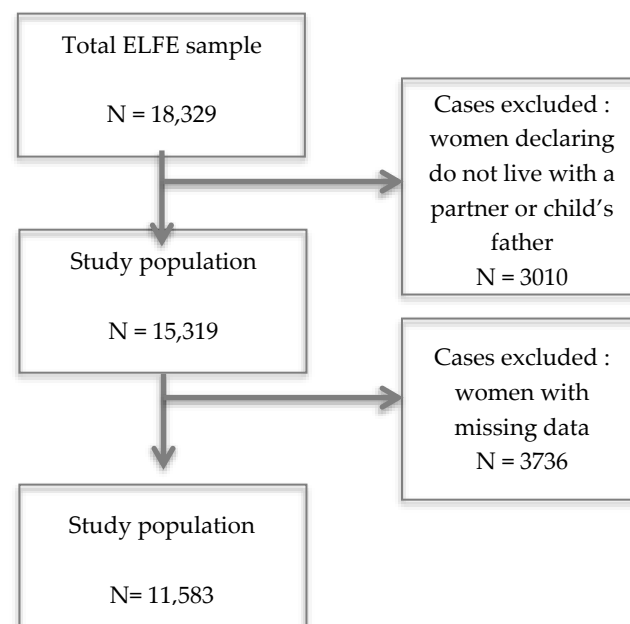 Total ELFE sample
N = 18,329
Cases excluded :
women declaring
do not live with a
partner or child’s
father
N = 3010
Study population
N = 15,319
Cases excluded :
women with
missing data
N = 3736
Study population
N= 11,583